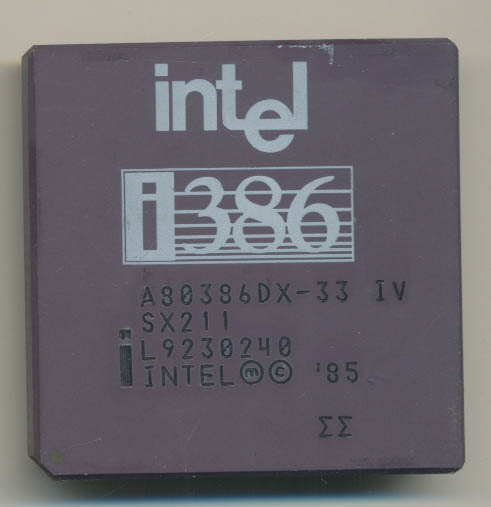 intel
i386
A80386DX-33 IV
SX211
L9230240
INTEL Ⓜ © '85
ΣΣ